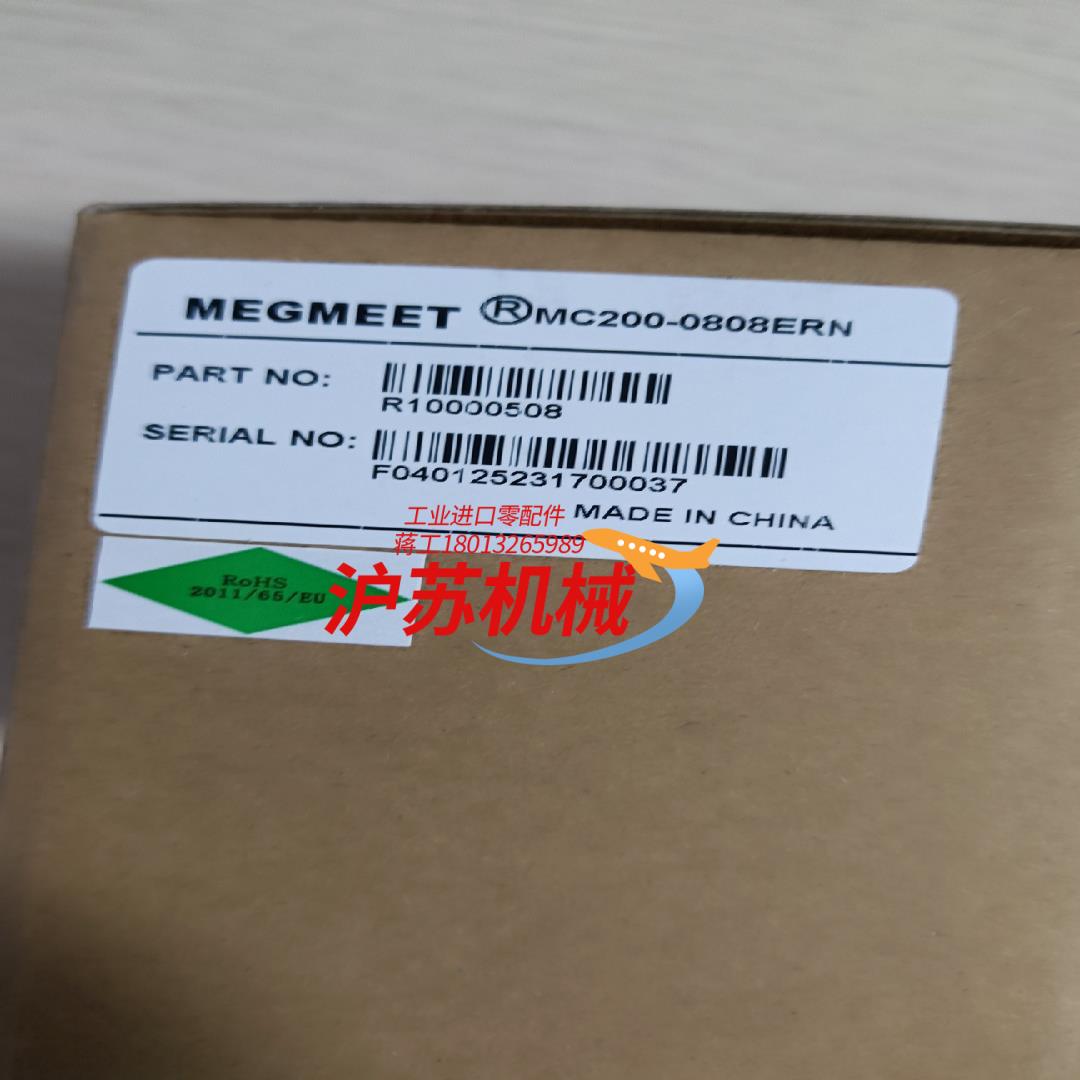 MEGMEET ® MC200-0808ERN
PART NO:
R10000508
SERIAL NO:
F040125231700037
MADE IN CHINA
工业进口零配件
蒋工18013265989
沪苏机械
RoHS
2011/65/EU